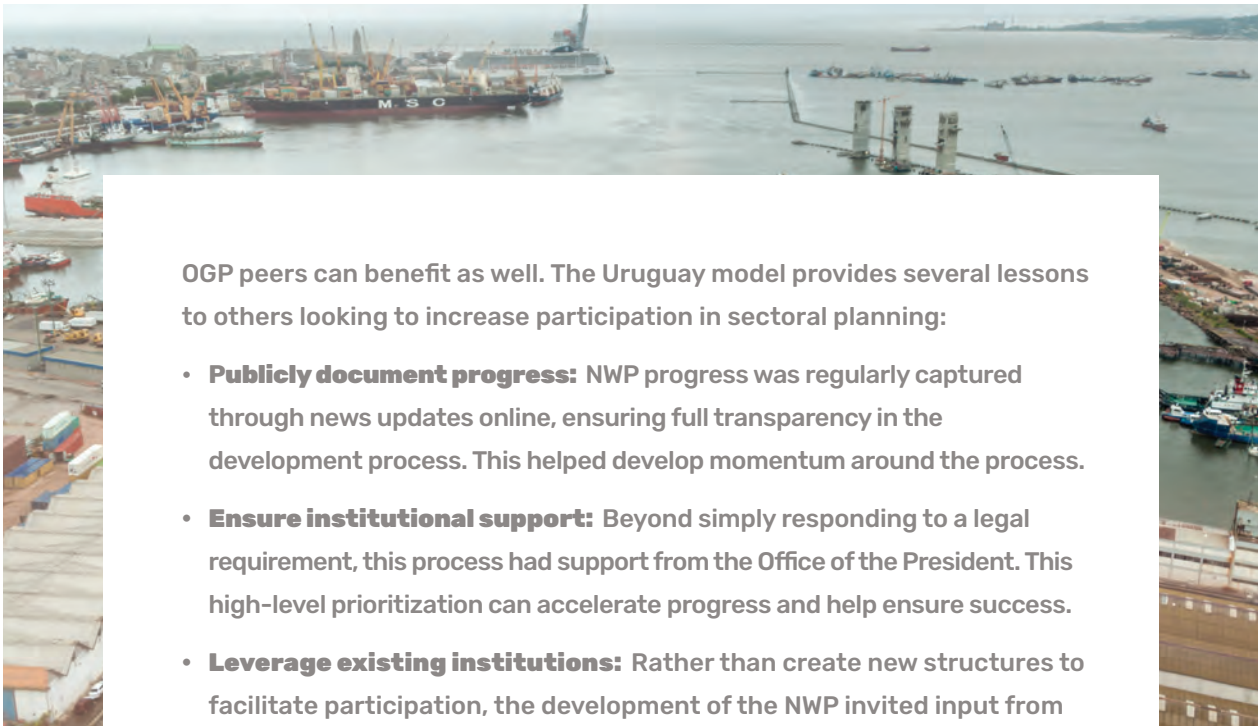 MSC
OGP peers can benefit as well. The Uruguay model provides several lessons
to others looking to increase participation in sectoral planning:
• Publicly document progress: NWP progress was regularly captured
through news updates online, ensuring full transparency in the
development process. This helped develop momentum around the process.
• Ensure institutional support: Beyond simply responding to a legal
requirement, this process had support from the Office of the President. This
high-level prioritization can accelerate progress and help ensure success.
• Leverage existing institutions: Rather than create new structures to
facilitate participation, the development of the NWP invited input from